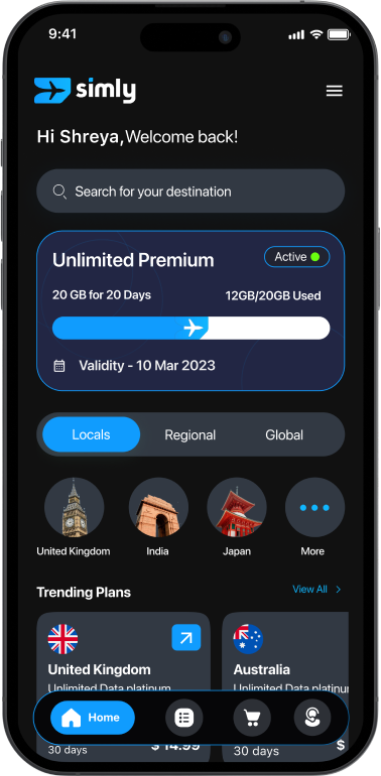 9:41
simly
Hi Shreya,Welcome back!
Search for your destination
Unlimited Premium
Active
20 GB for 20 Days
12GB/20GB Used
Validity - 10 Mar 2023
Locals
Regional
Global
United Kingdom
India
Japan
More
Trending Plans
View All >
United Kingdom
Australia
Unlimited Data platinum
Unlimited Data platinum
Home
30 days
$ 14.99
30 days
$